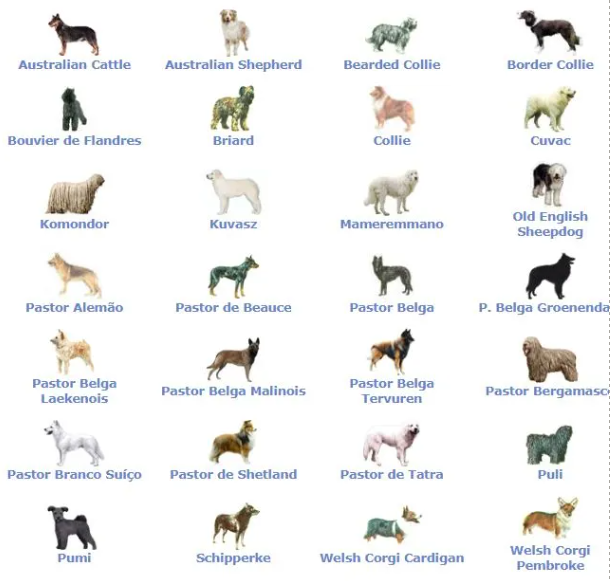 Australian Cattle
Australian Shepherd
Bearded Collie
Border Collie
Bouvier de Flandres
Briard
Collie
Cuvac
Komondor
Kuvasz
Mameremmano
Old English
Sheepdog
Pastor Alemão
Pastor de Beauce
Pastor Belga
P. Belga Groenenda
Pastor Belga
Laekenois
Pastor Belga Malinois
Pastor Belga
Tervuren
Pastor Bergamasc
Pastor Branco Suíço
Pastor de Shetland
Pastor de Tatra
Puli
Pumi
Schipperke
Welsh Corgi Cardigan
Welsh Corgi
Pembroke